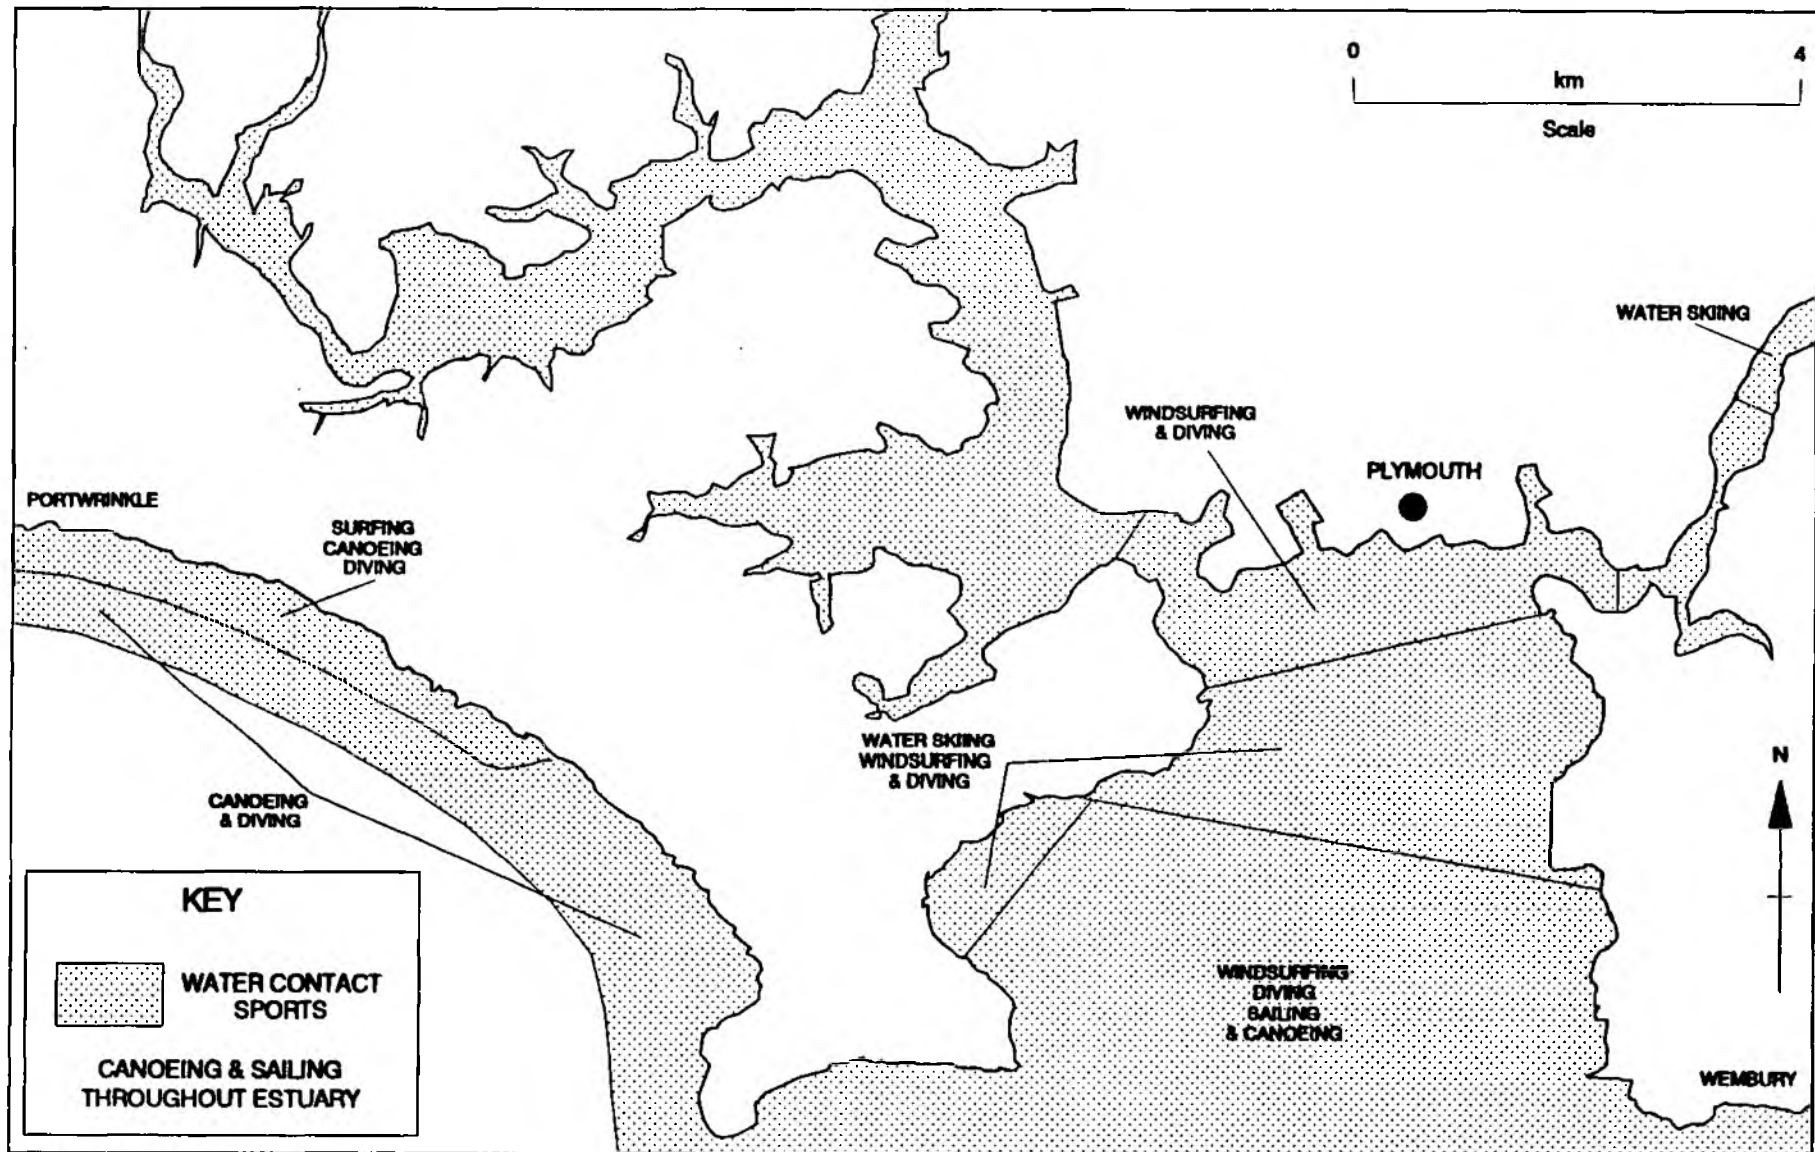 0
4
km
Scale
WATER SKIING
WINDSURFING
& DIVING
PLYMOUTH
PORTWRINKLE
SURFING
CANOEING
DIVING
WATER SKIING
WINDSURFING
& DIVING
N
CANOEING
& DIVING
KEY
WATER CONTACT
SPORTS
CANOEING & SAILING
THROUGHOUT ESTUARY
WINDSURFING
DIVING
SAILING
& CANOEING
WEMBURY